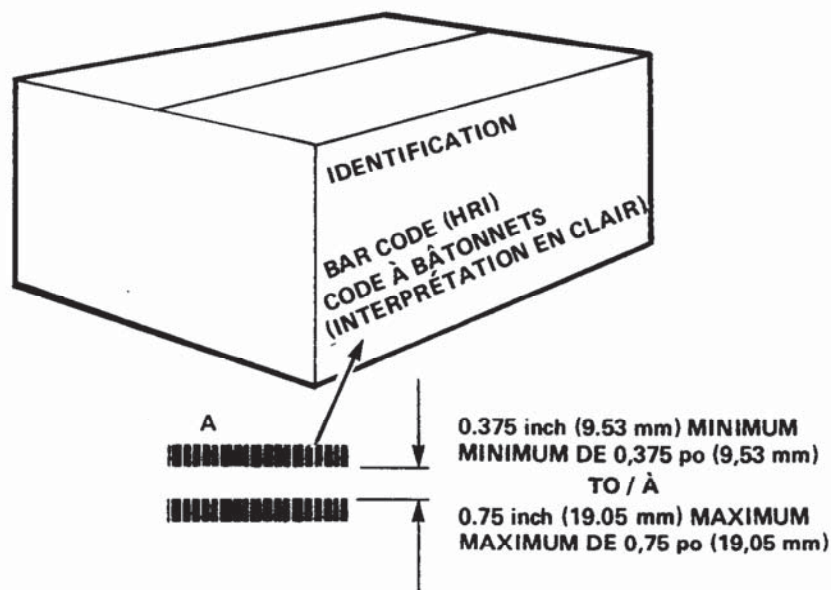 IDENTIFICATION
BAR CODE (HRI)
CODE À BÂTONNETS
(INTERPRÉTATION EN CLAIR)
A
0.375 inch (9.53 mm) MINIMUM
MINIMUM DE 0,375 po (9,53 mm)
TO / À
0.75 inch (19.05 mm) MAXIMUM
MAXIMUM DE 0,75 po (19,05 mm)